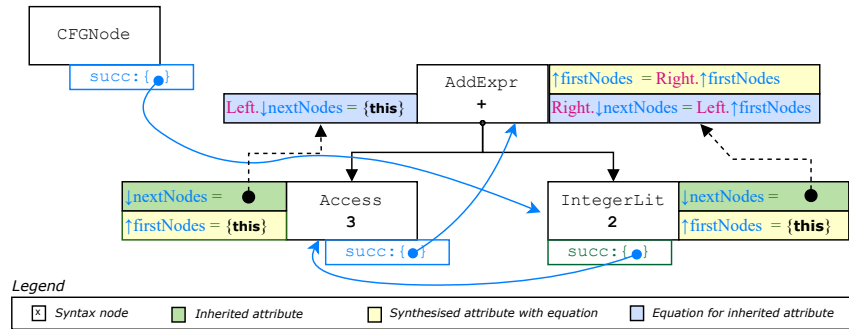 CFGNode
succ:{ }
AddExpr
+
↑firstNodes = Right.↑firstNodes
Left.↓nextNodes = {this}
Right.↓nextNodes = Left.↑firstNodes
↓nextNodes =
↑firstNodes = {this}
Access
3
succ:{ }
IntegerLit
2
succ:{ }
↓nextNodes =
↑firstNodes = {this}
Legend
x Syntax node
Inherited attribute
Synthesised attribute with equation
Equation for inherited attribute